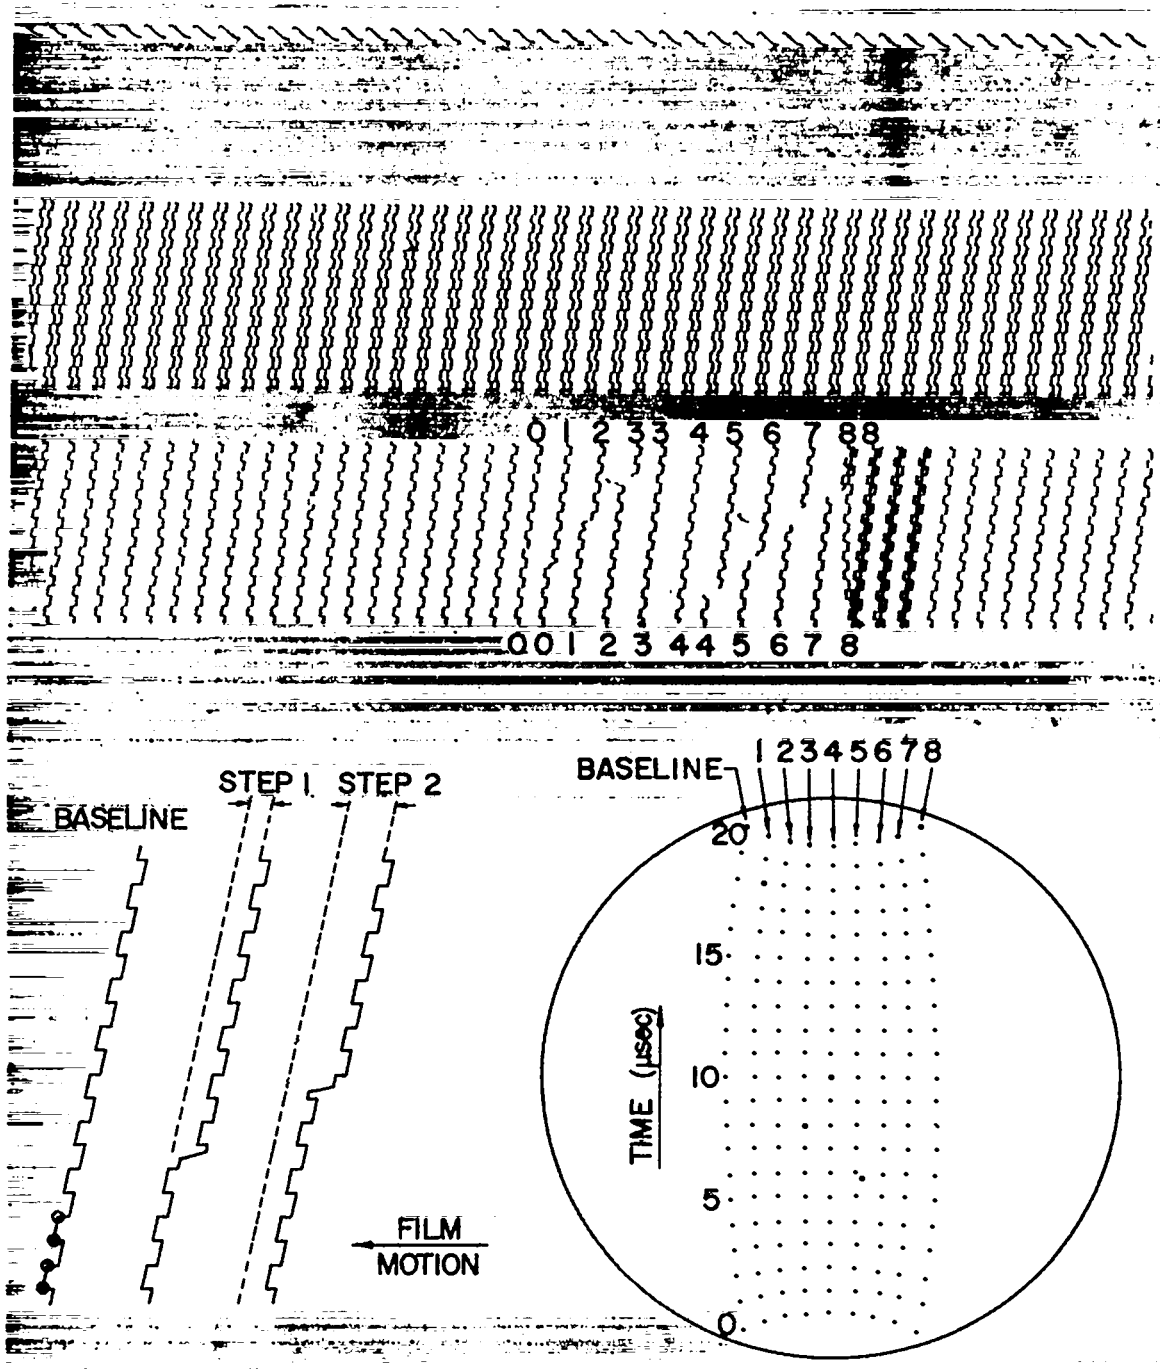 0 1 2 3 3 4 5 6 7 8 8
0 0 1 2 3 4 4 5 6 7 8
STEP 1 STEP 2
BASELINE
BASELINE 1 2 3 4 5 6 7 8
20
15
10
5
0
TIME (μsec)
FILM
MOTION